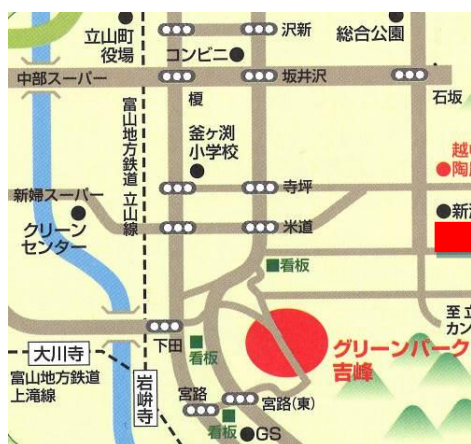 立山町
役場
コンビニ
沢新
総合公園
中部スーパー
榎
坂井沢
石坂
富山地方鉄道 立山線
釜ヶ渕
小学校
越中
陶
寺坪
新婦スーパー
クリーン
センター
米道
看板
至立
カン
下田
看板
グリーンパーク
吉峰
大川寺
富山地方鉄道
上滝線
岩峅寺
宮路
宮路(東)
看板
GS